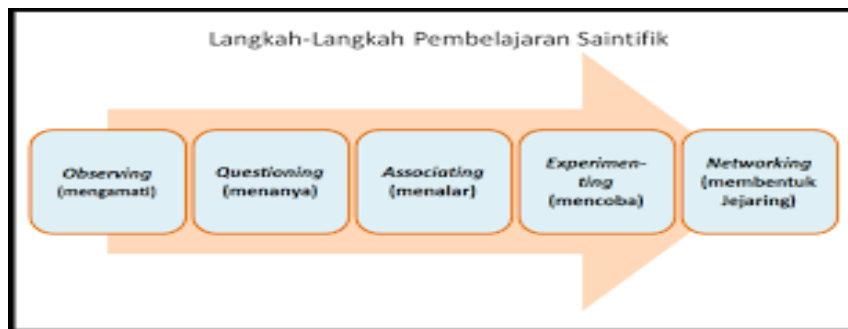 Langkah-Langkah Pembelajaran Saintifik
Observing
(mengamati)
Questioning
(menanya)
Associating
(menalar)
Experimen-
ting
(mencoba)
Networking
(membentuk
Jejaring)